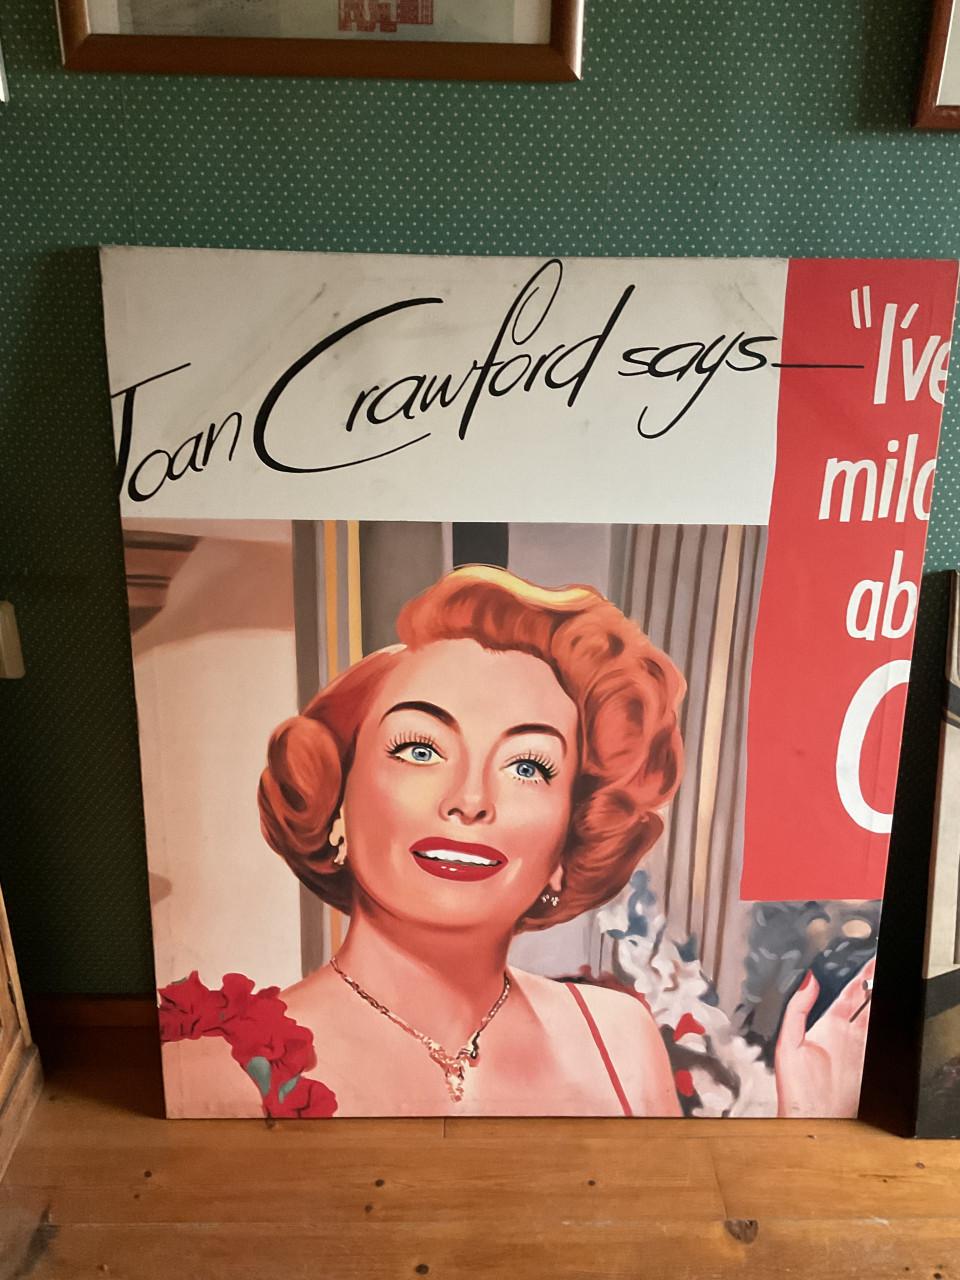 Joan Crawford says—
"I've
mild
ab
C